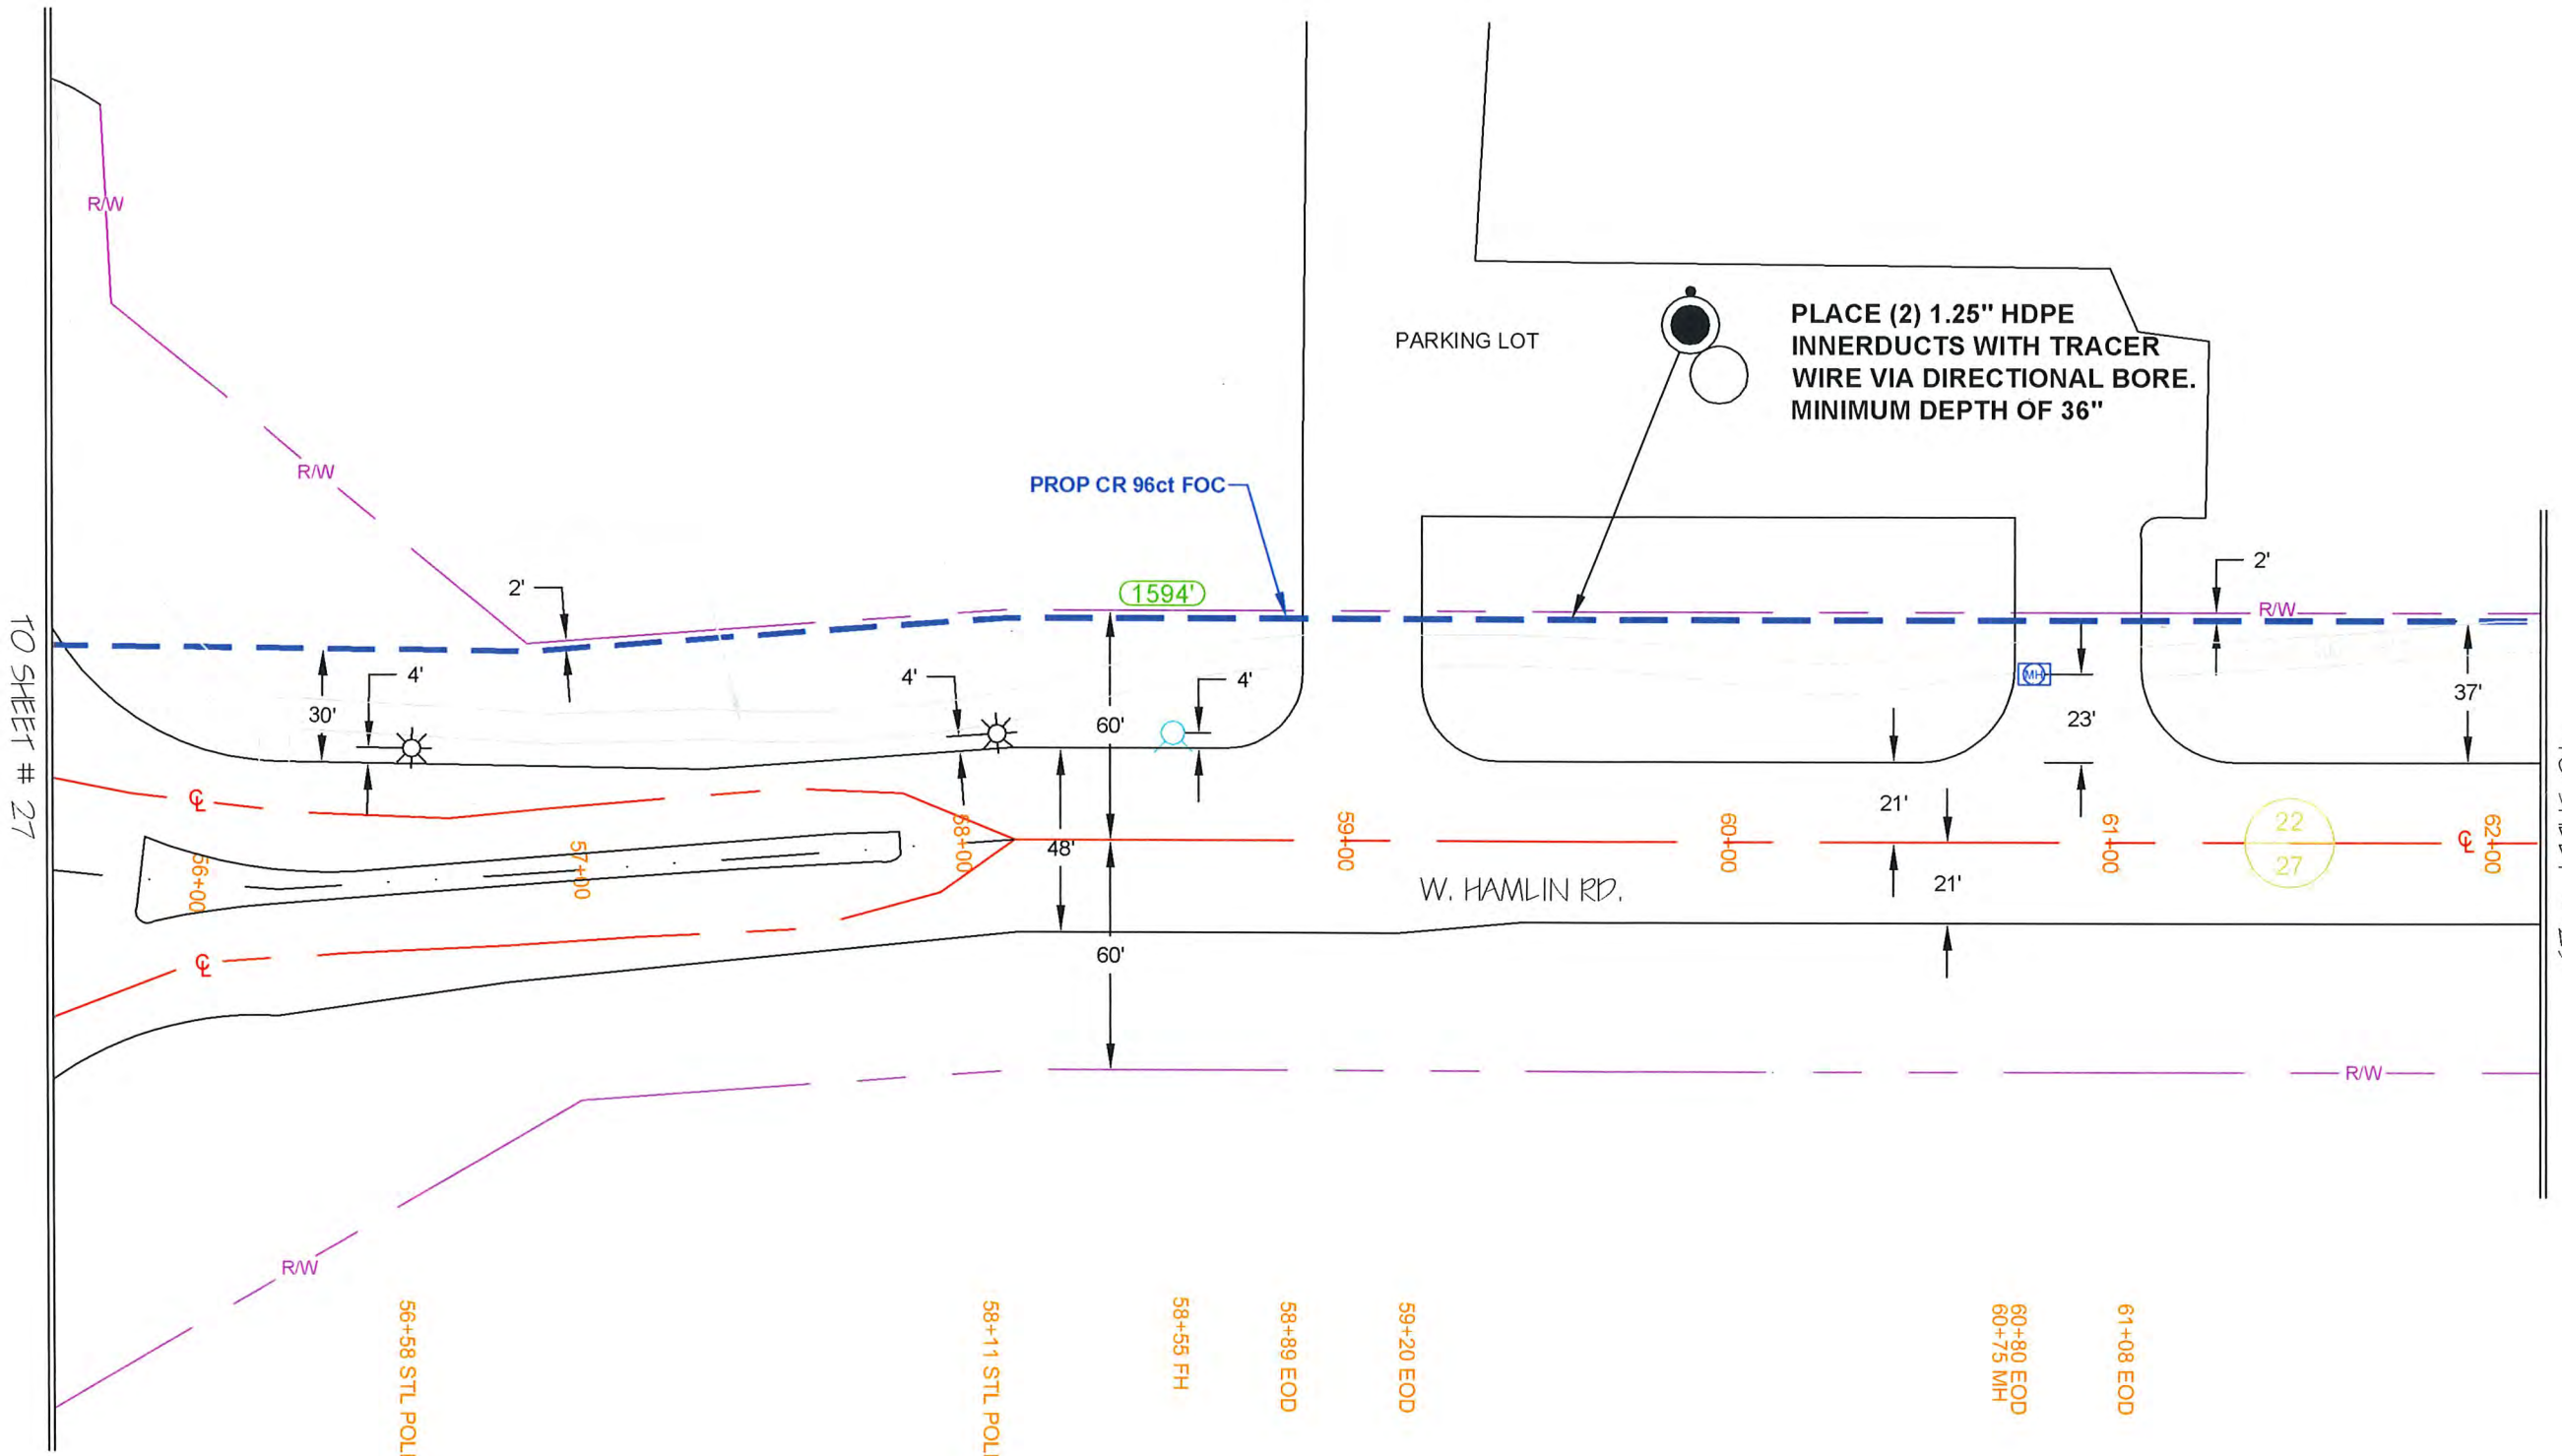 R/W
PARKING LOT
PLACE (2) 1.25" HDPE
INNERDUCTS WITH TRACER
WIRE VIA DIRECTIONAL BORE.
MINIMUM DEPTH OF 36"
R/W
PROP CR 96ct FOC
2'
1594'
2'
R/W
TO SHEET # 27
4'
4'
4'
MH
30'
60'
23'
37'
℄
21'
22
27
56+00
57+00
58+00
48'
59+00
60+00
61+00
℄
62+00
W. HAMLIN RD.
21'
℄
60'
R/W
R/W
56+58 STL POL
58+11 STL POL
58+55 FH
58+89 EOD
59+20 EOD
60+75 MH
60+80 EOD
61+08 EOD